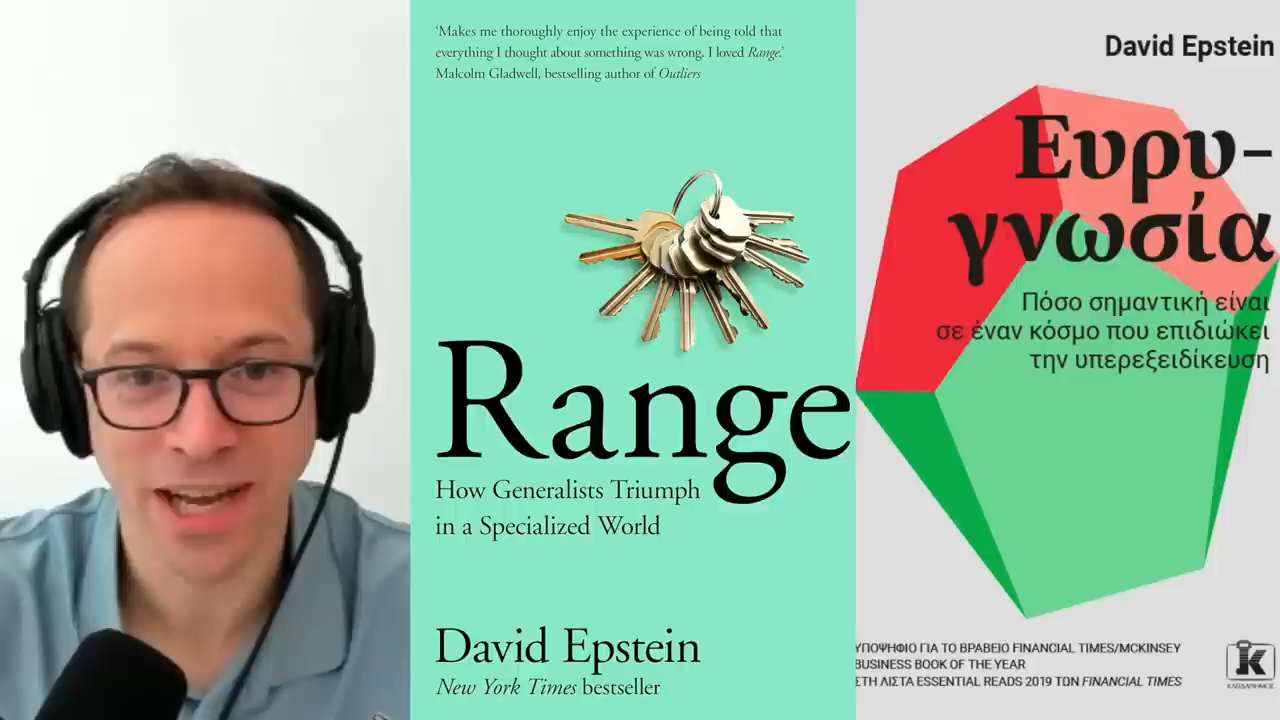 ‘Makes me thoroughly enjoy the experience of being told that
everything I thought about something was wrong. I loved Range.’
Malcolm Gladwell, bestselling author of Outliers
Range
How Generalists Triumph
in a Specialized World
David Epstein
New York Times bestseller
David Epstein
Ευρυ-
γνωσία
Πόσο σημαντική είναι
σε έναν κόσμο που επιδιώκει
την υπερεξειδίκευση
ΥΠΟΨΗΦΙΟ ΓΙΑ ΤΟ ΒΡΑΒΕΙΟ FINANCIAL TIMES/MCKINSEY
BUSINESS BOOK OF THE YEAR
ΣΤΗ ΛΙΣΤΑ ESSENTIAL READS 2019 ΤΩΝ FINANCIAL TIMES
ΚΛΕΙΔΑΡΙΘΜΟΣ